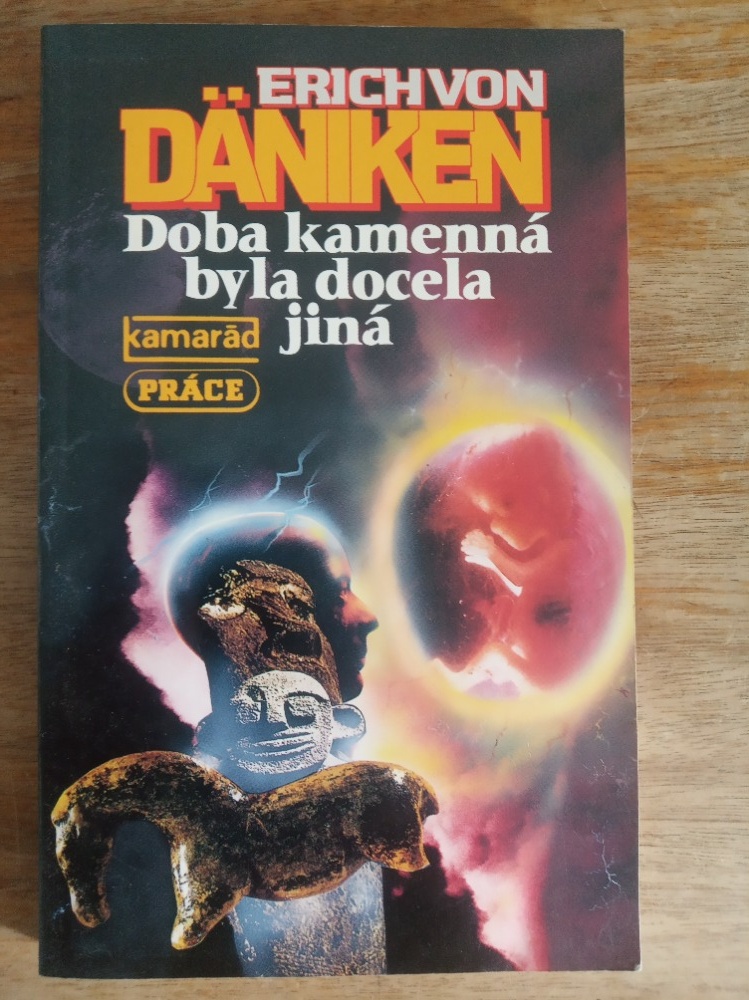 ERICH VON
DÄNIKEN
Doba kamenná
byla docela
jiná
kamarád
PRÁCE